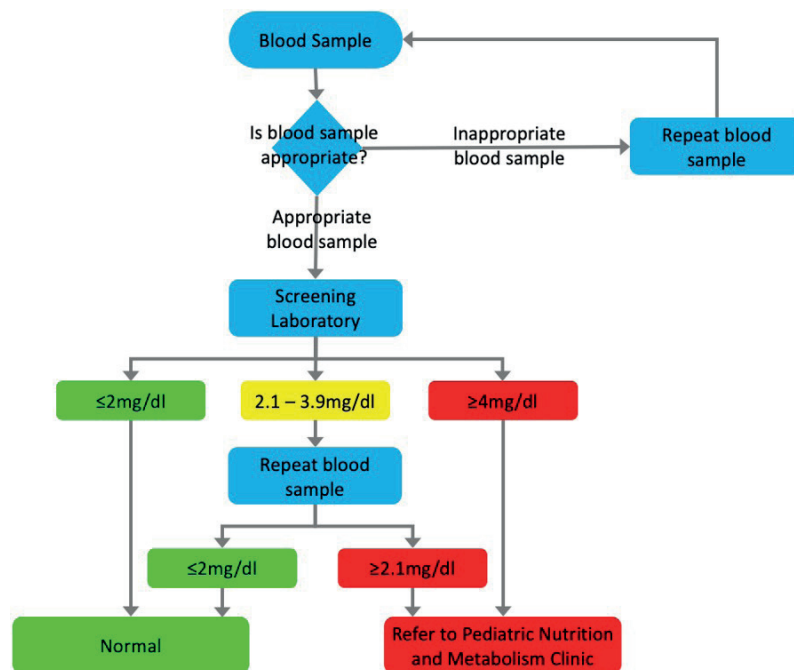 Blood Sample
Is blood sample
appropriate?
Inappropriate
blood sample
Repeat blood
sample
Appropriate
blood sample
Screening
Laboratory
≤2mg/dl
2.1 – 3.9mg/dl
≥4mg/dl
Repeat blood
sample
≤2mg/dl
≥2.1mg/dl
Normal
Refer to Pediatric Nutrition
and Metabolism Clinic